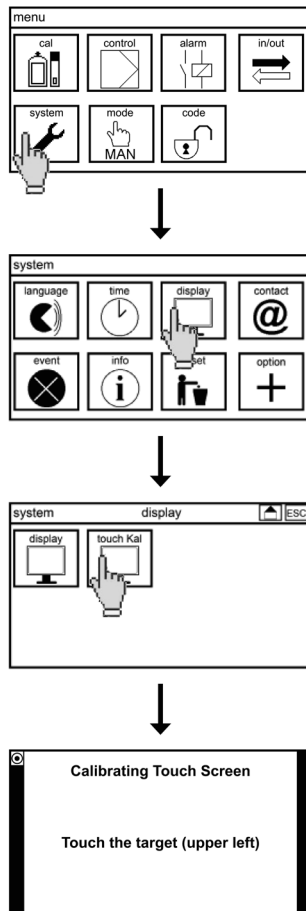 menu
cal control alarm in/out
system mode code
MAN
system
language time display contact
@
event info set option
i
system display ESC
display touch Kal
Calibrating Touch Screen
Touch the target (upper left)